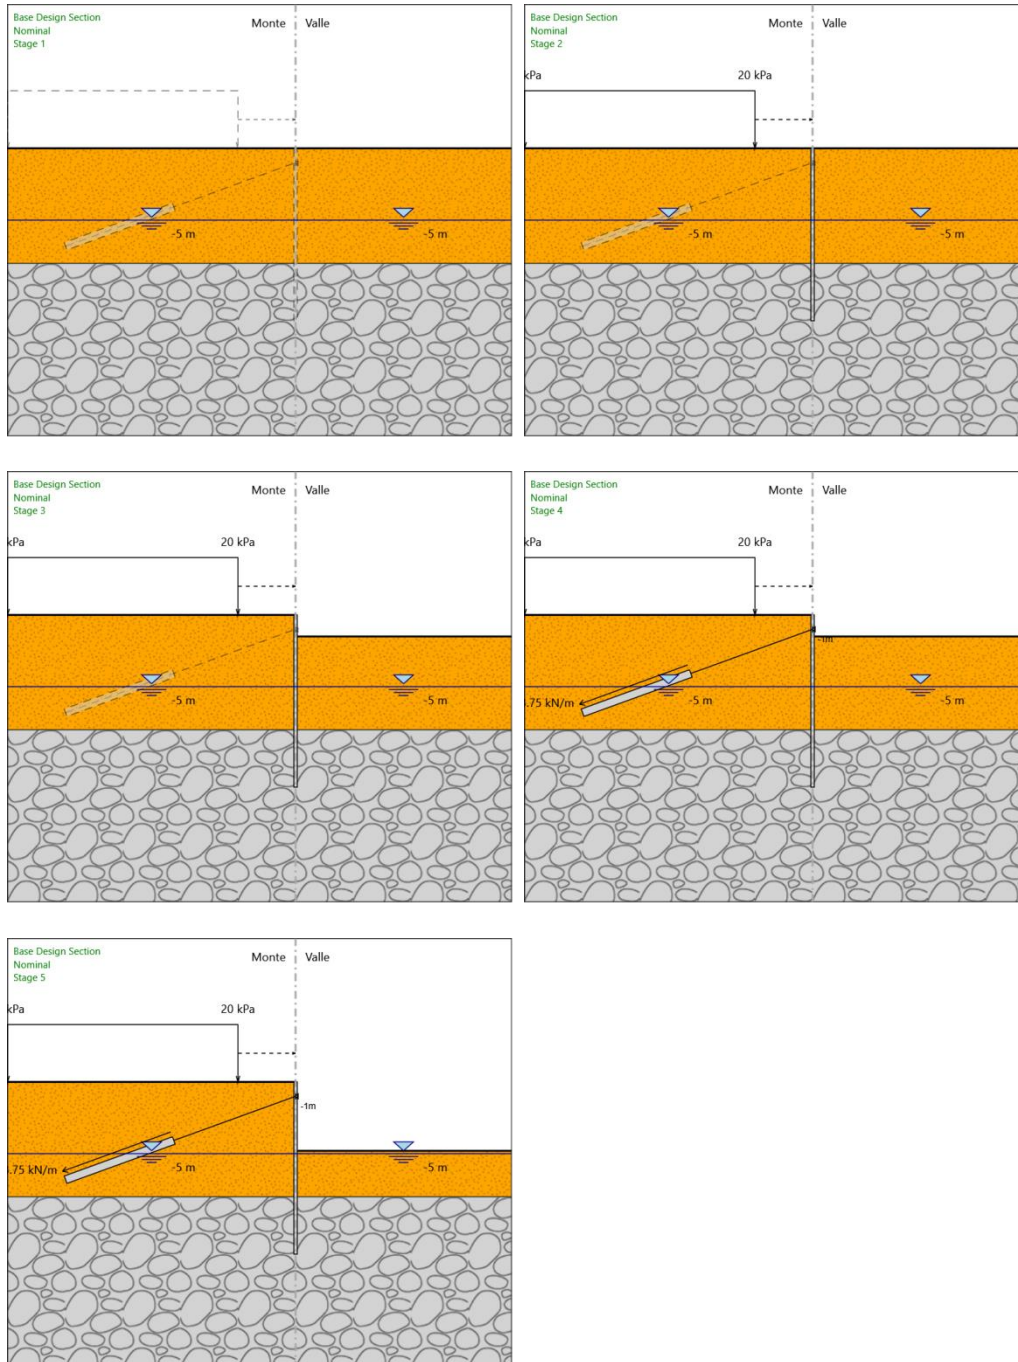 Base Design Section
Nominal
Stage 1
Monte Valle
-5 m -5 m
Base Design Section
Nominal
Stage 2
Monte Valle
kPa 20 kPa
-5 m -5 m
Base Design Section
Nominal
Stage 3
Monte Valle
kPa 20 kPa
-5 m -5 m
Base Design Section
Nominal
Stage 4
Monte Valle
kPa 20 kPa
-1m
-5 m -5 m
.75 kN/m
Base Design Section
Nominal
Stage 5
Monte Valle
kPa 20 kPa
-1m
-5 m -5 m
.75 kN/m